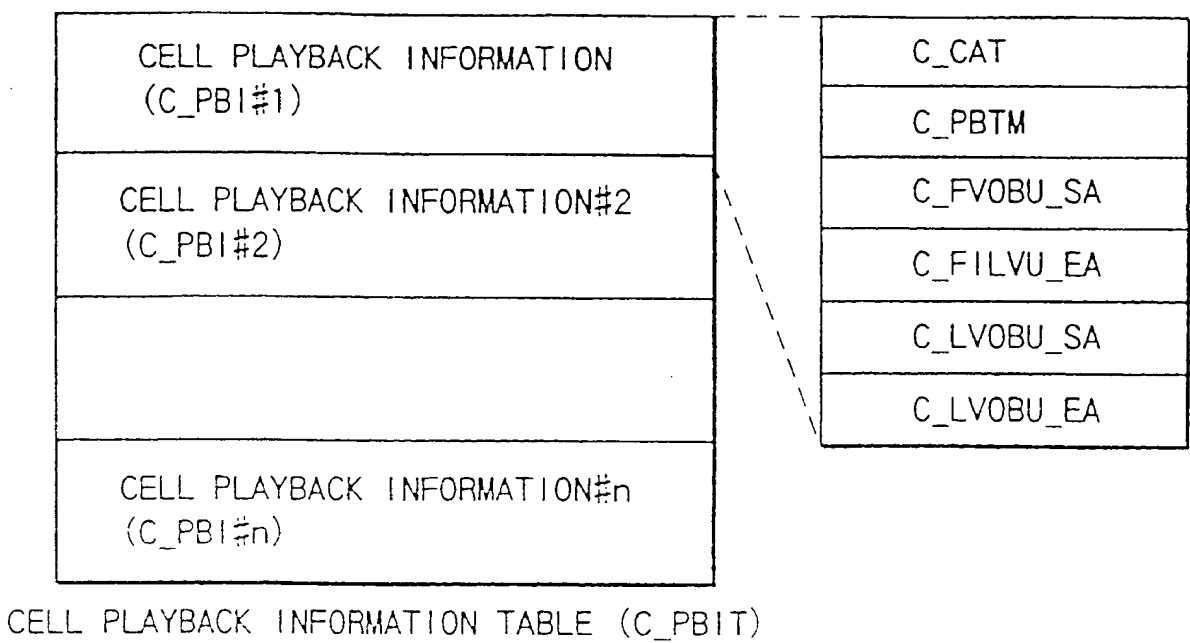 CELL PLAYBACK INFORMATION
(C_PBI#1)
CELL PLAYBACK INFORMATION#2
(C_PBI#2)
CELL PLAYBACK INFORMATION#n
(C_PBI#n)
C_CAT
C_PBTM
C_FVOBU_SA
C_FILVU_EA
C_LVOBU_SA
C_LVOBU_EA
CELL PLAYBACK INFORMATION TABLE (C_PBIT)